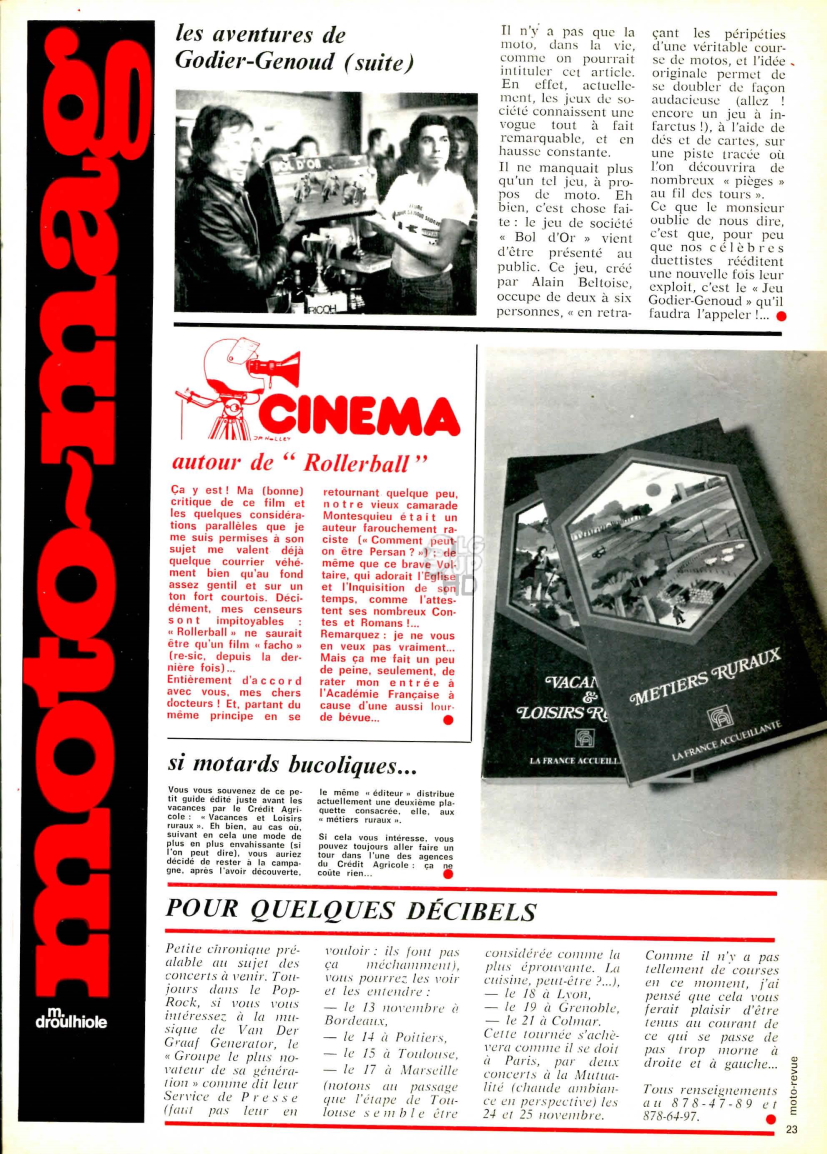 moto-mag
m.
droulhiole
les aventures de
Godier-Genoud (suite)
BOL D'OR
RICOH
Il n'y a pas que la
moto, dans la vie,
comme on pourrait
intituler cet article.
En effet, actuelle-
ment, les jeux de so-
ciété connaissent une
vogue tout à fait
remarquable, et en
hausse constante.
Il ne manquait plus
qu'un tel jeu, à pro-
pos de moto. Eh
bien, c'est chose fai-
te : le jeu de société
« Bol d'Or » vient
d'être présenté au
public. Ce jeu, créé
par Alain Beltoise,
occupe de deux à six
personnes, « en retra-
çant les péripéties
d'une véritable cour-
se de motos, et l'idée
originale permet de
se doubler de façon
audacieuse (allez !
encore un jeu à in-
farctus !), à l'aide de
dés et de cartes, sur
une piste tracée où
l'on découvrira de
nombreux « pièges »
au fil des tours ».
Ce que le monsieur
oublie de nous dire,
c'est que, pour peu
que nos célèbres
duettistes rééditent
une nouvelle fois leur
exploit, c'est le « Jeu
Godier-Genoud » qu'il
faudra l'appeler !...
CINEMA
autour de " Rollerball "
Ça y est ! Ma (bonne)
critique de ce film et
les quelques considéra-
tions parallèles que je
me suis permises à son
sujet me valent déjà
quelque courrier véhé-
ment bien qu'au fond
assez gentil et sur un
ton fort courtois. Déci-
dément, mes censeurs
sont impitoyables :
« Rollerball » ne saurait
être qu'un film « facho »
(re-sic, depuis la der-
nière fois)...
Entièrement d'accord
avec vous, mes chers
docteurs ! Et, partant du
même principe en se
retournant quelque peu,
notre vieux camarade
Montesquieu était un
auteur farouchement ra-
ciste (« Comment peut-
on être Persan ? ») ; de
même que ce brave Vol-
taire, qui adorait l'Eglise
et l'Inquisition de son
temps, comme l'attes-
tent ses nombreux Con-
tes et Romans !...
Remarquez : je ne vous
en veux pas vraiment...
Mais ça me fait un peu
de peine, seulement, de
rater mon entrée à
l'Académie Française à
cause d'une aussi lour-
de bévue...
VACAN
&
LOISIRS R
LA FRANCE ACCUEILL
METIERS RURAUX
LA FRANCE ACCUEILLANTE
si motards bucoliques...
Vous vous souvenez de ce pe-
tit guide édité juste avant les
vacances par le Crédit Agri-
cole : « Vacances et Loisirs
ruraux ». Eh bien, au cas où,
suivant en cela une mode de
plus en plus envahissante (si
l'on peut dire), vous auriez
décidé de rester à la campa-
gne, après l'avoir découverte,
le même « éditeur » distribue
actuellement une deuxième pla-
quette consacrée, elle, aux
« métiers ruraux ».
Si cela vous intéresse, vous
pouvez toujours aller faire un
tour dans l'une des agences
du Crédit Agricole : ça ne
coûte rien...
POUR QUELQUES DÉCIBELS
Petite chronique pré-
alable au sujet des
concerts à venir. Tou-
jours dans le Pop-
Rock, si vous vous
intéressez à la mu-
sique de Van Der
Graaf Generator, le
« Groupe le plus no-
vateur de sa généra-
tion » comme dit leur
Service de Presse
(faut pas leur en
vouloir : ils font pas
ça méchamment),
vous pourrez les voir
et les entendre :
— le 13 novembre à
Bordeaux,
— le 14 à Poitiers,
— le 15 à Toulouse,
— le 17 à Marseille
(notons au passage
que l'étape de Tou-
louse semble être
considérée comme la
plus éprouvante. La
cuisine, peut-être ?...),
— le 18 à Lyon,
— le 19 à Grenoble,
— le 21 à Colmar.
Cette tournée s'achè-
vera comme il se doit
à Paris, par deux
concerts à la Mutua-
lité (chaude ambian-
ce en perspective) les
24 et 25 novembre.
Comme il n'y a pas
tellement de courses
en ce moment, j'ai
pensé que cela vous
ferait plaisir d'être
tenus au courant de
ce qui se passe de
pas trop morne à
droite et à gauche...
Tous renseignements
au 878-47-89 et
878-64-97.
moto-revue
23